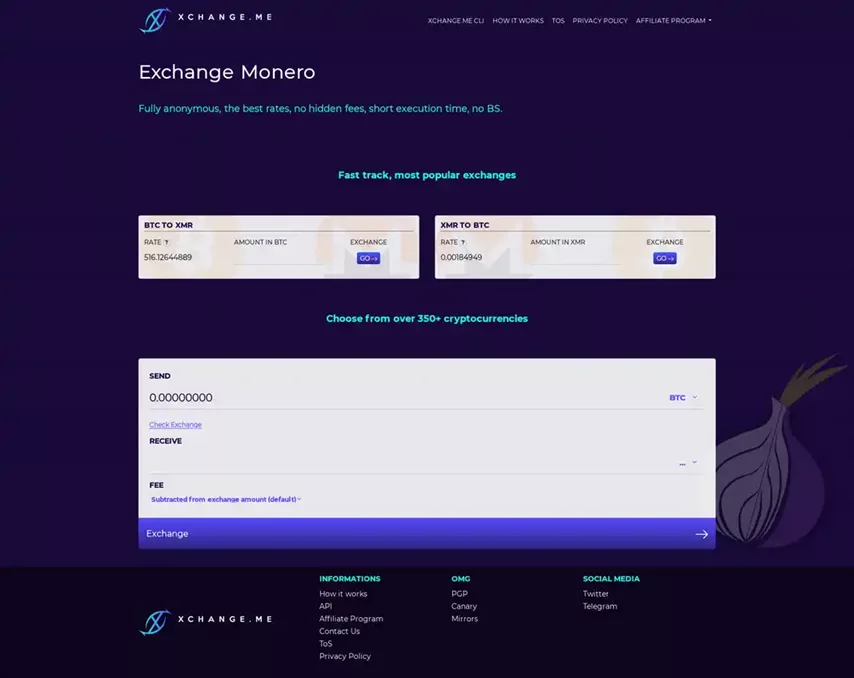 XCHANGE.ME
XCHANGE.ME CLI HOW IT WORKS TOS PRIVACY POLICY AFFILIATE PROGRAM
Exchange Monero
Fully anonymous, the best rates, no hidden fees, short execution time, no BS.
Fast track, most popular exchanges
BTC TO XMR
RATE ? AMOUNT IN BTC EXCHANGE
516.12644889 GO→
XMR TO BTC
RATE ? AMOUNT IN XMR EXCHANGE
0.00184949 GO→
Choose from over 350+ cryptocurrencies
SEND
0.00000000 BTC
Check Exchange
RECEIVE
...
FEE
Subtracted from exchange amount (default)
Exchange →
XCHANGE.ME
INFORMATIONS
How it works
API
Affiliate Program
Contact Us
ToS
Privacy Policy
OMG
PGP
Canary
Mirrors
SOCIAL MEDIA
Twitter
Telegram